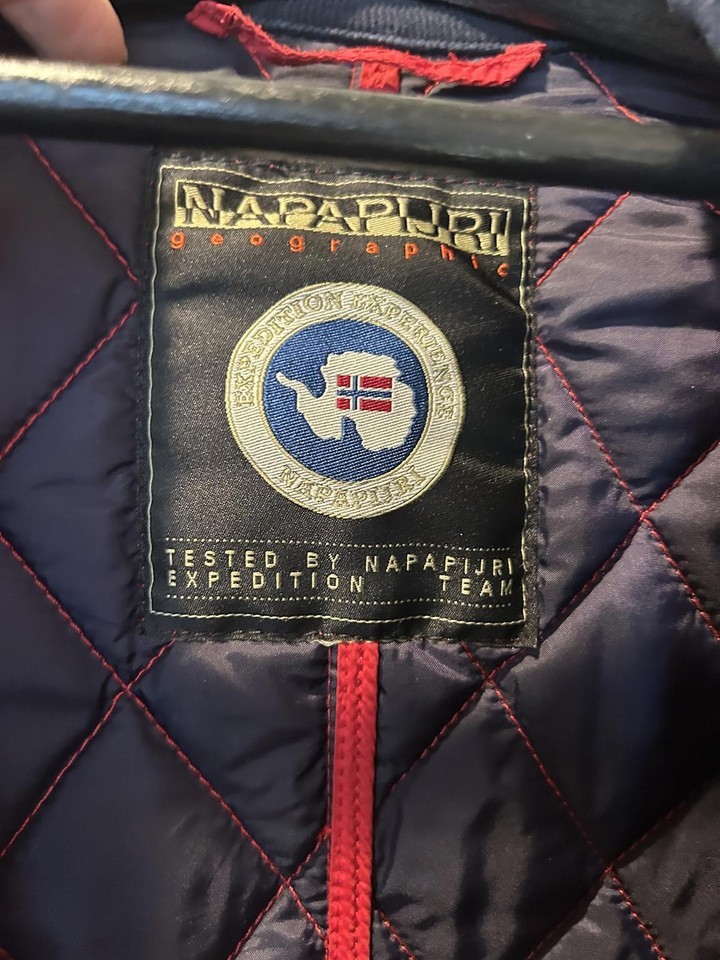 NAPAPIJRI
geographic
EXPEDITION EXPERIENCE
NAPAPIJRI
TESTED BY NAPAPIJRI
EXPEDITION TEAM